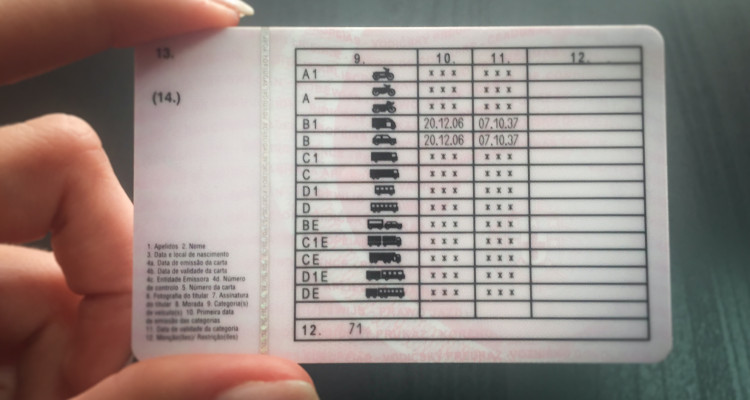 13.
(14.)
1. Apelidos 2. Nome
3. Data e local de nascimento
4a. Data de emissão da carta
4b. Data de validade da carta
4c. Entidade Emissora 4d. Número
de controlo 5. Número da carta
6. Fotografia do titular 7. Assinatura
do titular 8. Morada 9. Categoria(s)
de veículo(s) 10. Primeira data
de emissão das categorias
11. Data de validade da categoria
12. Menção(ões)/ Restrição(ões)
9. 10. 11. 12.
A1 x x x x x x
x x x x x x
A
x x x x x x
B1 20.12.06 07.10.37
B 20.12.06 07.10.37
C1 x x x x x x
C x x x x x x
D1 x x x x x x
D x x x x x x
BE x x x x x x
C1E x x x x x x
CE x x x x x x
D1E x x x x x x
DE x x x x x x
12. 71